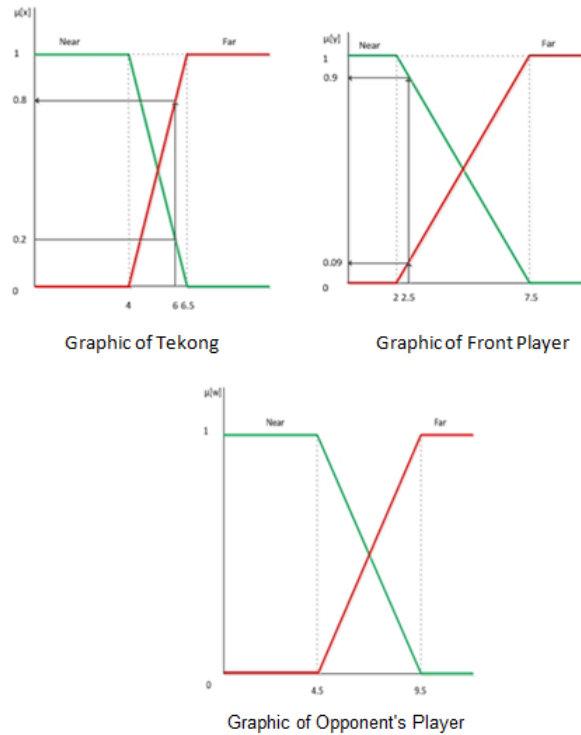 μ[x]
Near
Far
1
0.8
0.2
0
4
6 6.5
Graphic of Tekong
μ[y]
Near
Far
1
0.9
0.09
0
2 2.5
7.5
Graphic of Front Player
μ[w]
Near
Far
1
0
4.5
9.5
Graphic of Opponent's Player